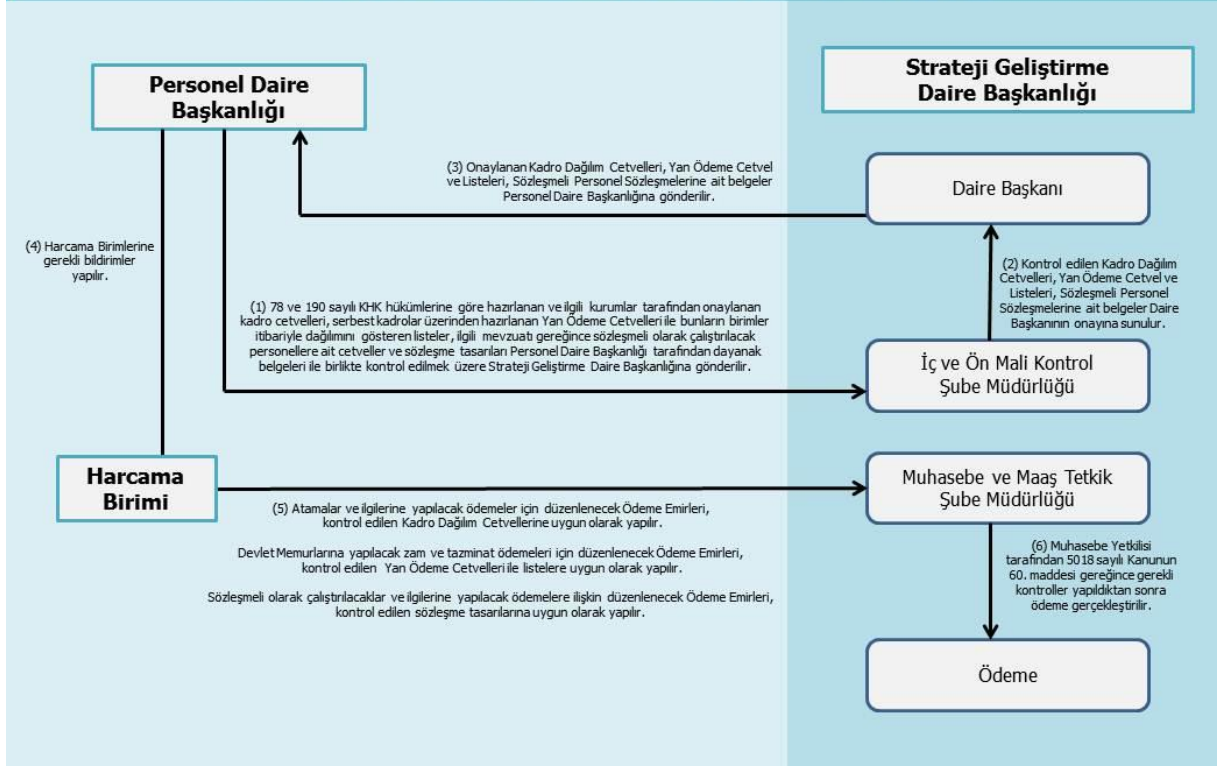 Personel Daire
Başkanlığı
Strateji Geliştirme
Daire Başkanlığı
(3) Onaylanan Kadro Dağılım Cetvelleri, Yan Ödeme Cetvel
ve Listeleri, Sözleşmeli Personel Sözleşmelerine ait belgeler
Personel Daire Başkanlığına gönderilir.
Daire Başkanı
(4) Harcama Birimlerine
gerekli bildirimler
yapılır.
(2) Kontrol edilen Kadro Dağılım
Cetvelleri, Yan Ödeme Cetvel ve
Listeleri, Sözleşmeli Personel
Sözleşmelerine ait belgeler Daire
Başkanının onayına sunulur.
(1) 78 ve 190 sayılı KHK hükümlerine göre hazırlanan ve ilgili kurumlar tarafından onaylanan
kadro cetvelleri, serbest kadrolar üzerinden hazırlanan Yan Ödeme Cetvelleri ile bunların birimler
itibariyle dağılımını gösteren listeler, ilgili mevzuatı gereğince sözleşmeli olarak çalıştırılacak
personellere ait cetveller ve sözleşme tasarıları Personel Daire Başkanlığı tarafından dayanak
belgeleri ile birlikte kontrol edilmek üzere Strateji Geliştirme Daire Başkanlığına gönderilir.
İç ve Ön Mali Kontrol
Şube Müdürlüğü
Harcama
Birimi
Muhasebe ve Maaş Tetkik
Şube Müdürlüğü
(5) Atamalar ve ilgilerine yapılacak ödemeler için düzenlenecek Ödeme Emirleri,
kontrol edilen Kadro Dağılım Cetvellerine uygun olarak yapılır.
Devlet Memurlarına yapılacak zam ve tazminat ödemeleri için düzenlenecek Ödeme Emirleri,
kontrol edilen Yan Ödeme Cetvelleri ile listelere uygun olarak yapılır.
Sözleşmeli olarak çalıştırılacaklar ve ilgilerine yapılacak ödemelere ilişkin düzenlenecek Ödeme Emirleri,
kontrol edilen sözleşme tasarılarına uygun olarak yapılır.
(6) Muhasebe Yetkilisi
tarafından 5018 sayılı Kanunun
60. maddesi gereğince gerekli
kontroller yapıldıktan sonra
ödeme gerçekleştirilir.
Ödeme